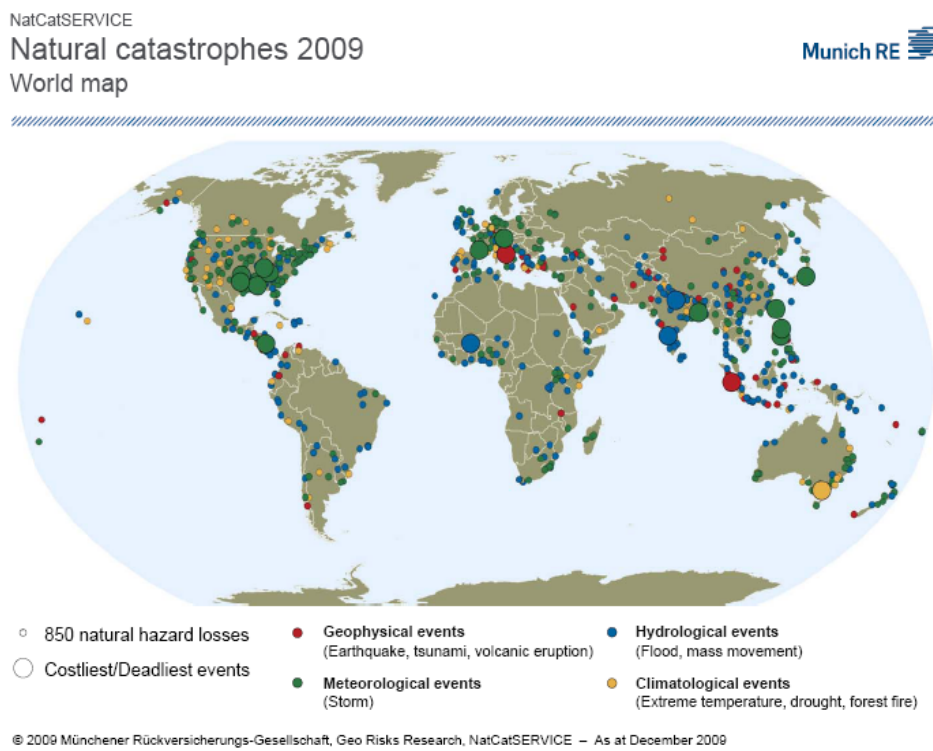 NatCatSERVICE
Natural catastrophes 2009
World map
Munich RE
850 natural hazard losses
Costliest/Deadliest events
Geophysical events
(Earthquake, tsunami, volcanic eruption)
Meteorological events
(Storm)
Hydrological events
(Flood, mass movement)
Climatological events
(Extreme temperature, drought, forest fire)
© 2009 Münchener Rückversicherungs-Gesellschaft, Geo Risks Research, NatCatSERVICE – As at December 2009